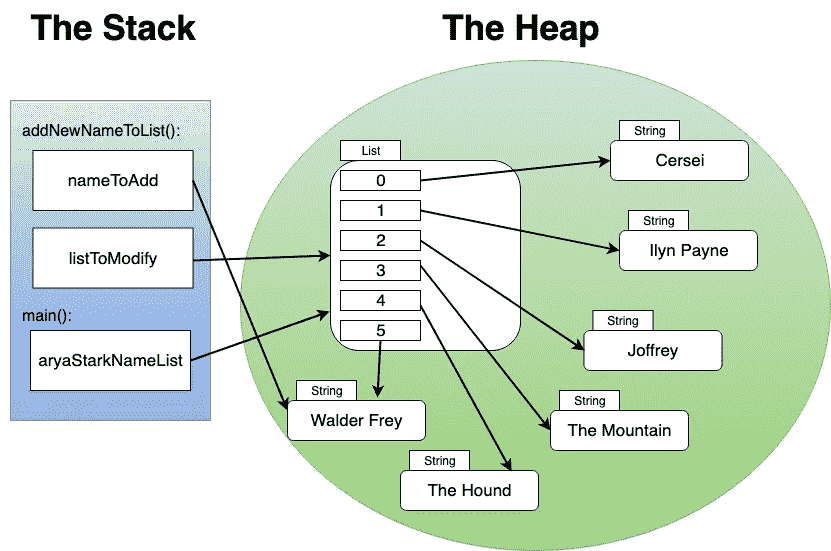 The Stack
The Heap
addNewNameToList():
nameToAdd
listToModify
main():
aryaStarkNameList
List
0
1
2
3
4
5
String
Cersei
String
Ilyn Payne
String
Joffrey
String
The Mountain
String
Walder Frey
String
The Hound